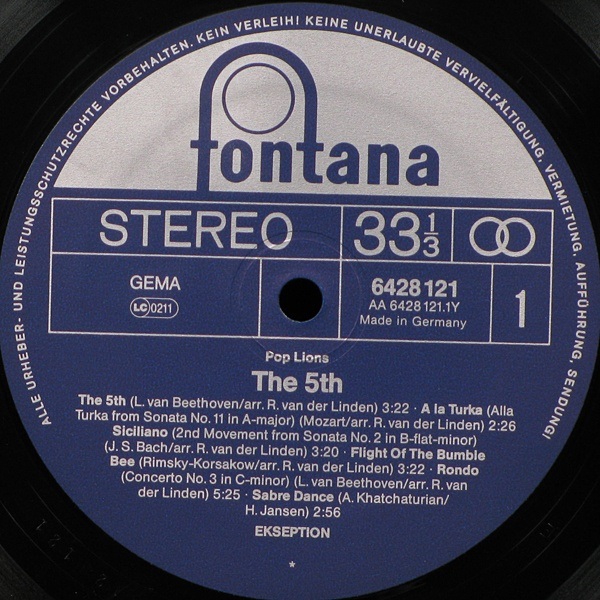 ALLE URHEBER- UND LEISTUNGSSCHUTZRECHTE VORBEHALTEN. KEIN VERLEIH! KEINE UNERLAUBTE VERVIELFÄLTIGUNG, VERMIETUNG, AUFFÜHRUNG, SENDUNG!
fontana
STEREO 33 1/3
GEMA
LC 0211
6428 121
AA 6428 121.1Y
Made in Germany
1
Pop Lions
The 5th
The 5th (L. van Beethoven/arr. R. van der Linden) 3:22 · A la Turka (Alla
Turka from Sonata No. 11 in A-major) (Mozart/arr. R. van der Linden) 2:26
Siciliano (2nd Movement from Sonata No. 2 in B-flat-minor)
(J. S. Bach/arr. R. van der Linden) 3:20 · Flight Of The Bumble
Bee (Rimsky-Korsakow/arr. R. van der Linden) 3:22 · Rondo
(Concerto No. 3 in C-minor) (L. van Beethoven/arr. R. van
der Linden) 5:25 · Sabre Dance (A. Khatchaturian/
H. Jansen) 2:56
EKSEPTION
*